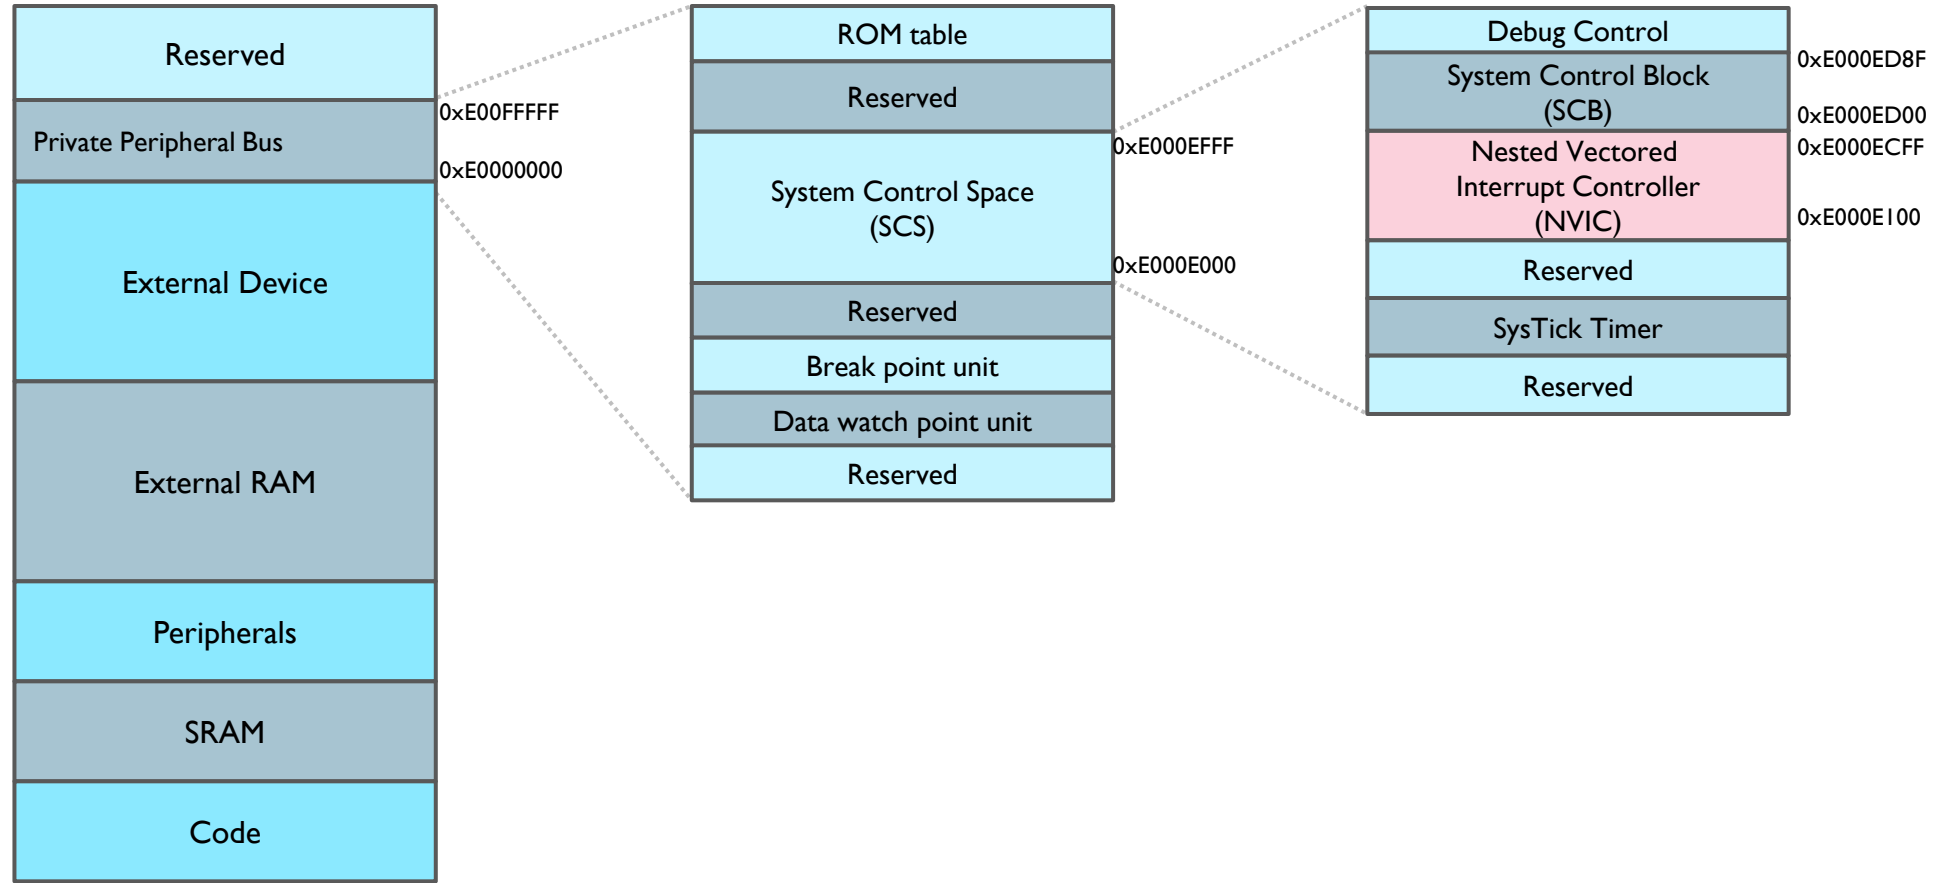 Reserved
0xE00FFFFF
Private Peripheral Bus
0xE0000000
External Device
External RAM
Peripherals
SRAM
Code
ROM table
Reserved
0xE000EFFF
System Control Space
(SCS)
0xE000E000
Reserved
Break point unit
Data watch point unit
Reserved
Debug Control
0xE000ED8F
System Control Block
(SCB)
0xE000ED00
Nested Vectored
0xE000ECFF
Interrupt Controller
(NVIC)
0xE000E100
Reserved
SysTick Timer
Reserved